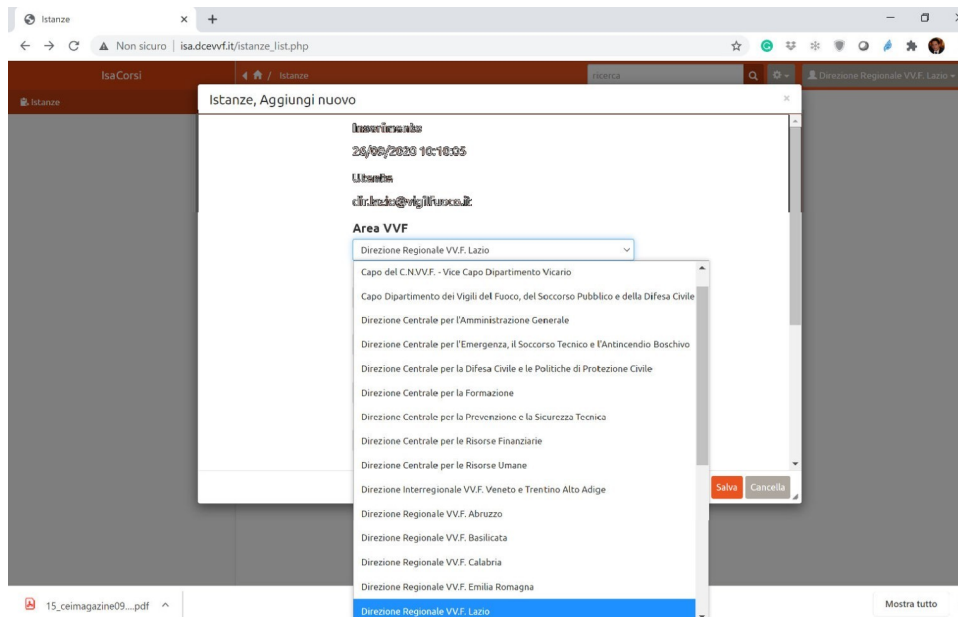 Istanze
Non sicuro | isa.dcevvf.it/istanze_list.php
IsaCorsi
/ Istanze
ricerca
Direzione Regionale VV.F. Lazio
Istanze
Istanze, Aggiungi nuovo
Inserimento
10:18:05
Utente
Area VVF
Direzione Regionale VV.F. Lazio
Capo del C.N.VV.F. - Vice Capo Dipartimento Vicario
Capo Dipartimento dei Vigili del Fuoco, del Soccorso Pubblico e della Difesa Civile
Direzione Centrale per l'Amministrazione Generale
Direzione Centrale per l'Emergenza, il Soccorso Tecnico e l'Antincendio Boschivo
Direzione Centrale per la Difesa Civile e le Politiche di Protezione Civile
Direzione Centrale per la Formazione
Direzione Centrale per la Prevenzione e la Sicurezza Tecnica
Direzione Centrale per le Risorse Finanziarie
Direzione Centrale per le Risorse Umane
Direzione Interregionale VV.F. Veneto e Trentino Alto Adige
Direzione Regionale VV.F. Abruzzo
Direzione Regionale VV.F. Basilicata
Direzione Regionale VV.F. Calabria
Direzione Regionale VV.F. Emilia Romagna
Direzione Regionale VV.F. Lazio
Salva Cancella
15_ceimagazine09....pdf
Mostra tutto